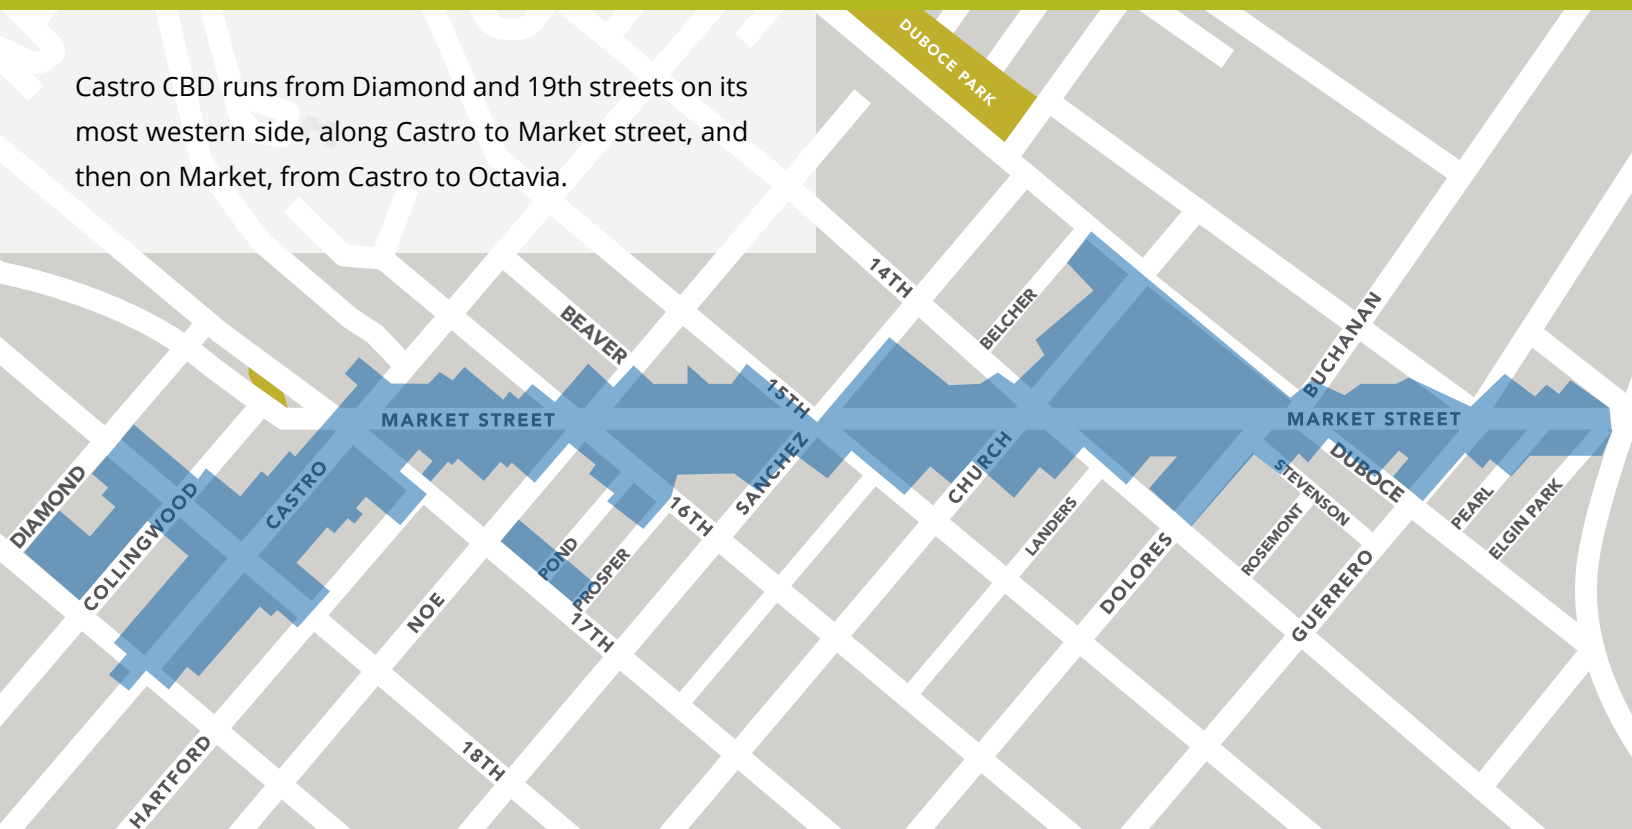 Castro CBD runs from Diamond and 19th streets on its
most western side, along Castro to Market street, and
then on Market, from Castro to Octavia.
DUBOCE PARK
14TH
BELCHER
BUCHANAN
BEAVER
15TH
MARKET STREET
MARKET STREET
DIAMOND
COLLINGWOOD
CASTRO
SANCHEZ
CHURCH
16TH
LANDERS
STEVENSON
DUBOCE
PEARL
ELGIN PARK
ROSEMONT
DOLORES
GUERRERO
POND
PROSPER
NOE
17TH
HARTFORD
18TH